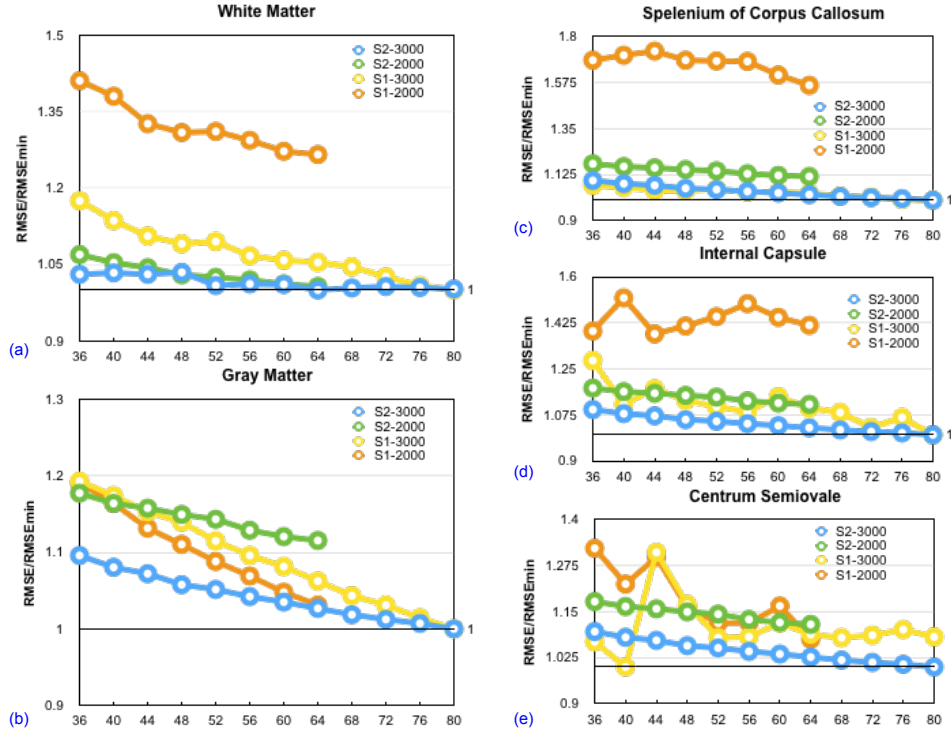 White Matter
RMSE/RMSEmin
1.5
1.35
1.2
1.05
0.9
S2-3000
S2-2000
S1-3000
S1-2000
1
36 40 44 48 52 56 60 64 68 72 76 80
(a)
Gray Matter
RMSE/RMSEmin
1.3
1.2
1.1
1
0.9
S2-3000
S2-2000
S1-3000
S1-2000
36 40 44 48 52 56 60 64 68 72 76 80
(b)
Spelenium of Corpus Callosum
RMSE/RMSEmin
1.8
1.575
1.35
1.125
0.9
S2-3000
S2-2000
S1-3000
S1-2000
1
36 40 44 48 52 56 60 64 68 72 76 80
(c)
Internal Capsule
RMSE/RMSEmin
1.6
1.425
1.25
1.075
0.9
S2-3000
S2-2000
S1-3000
S1-2000
1
36 40 44 48 52 56 60 64 68 72 76 80
(d)
Centrum Semiovale
RMSE/RMSEmin
1.4
1.275
1.15
1.025
0.9
S2-3000
S2-2000
S1-3000
S1-2000
36 40 44 48 52 56 60 64 68 72 76 80
(e)